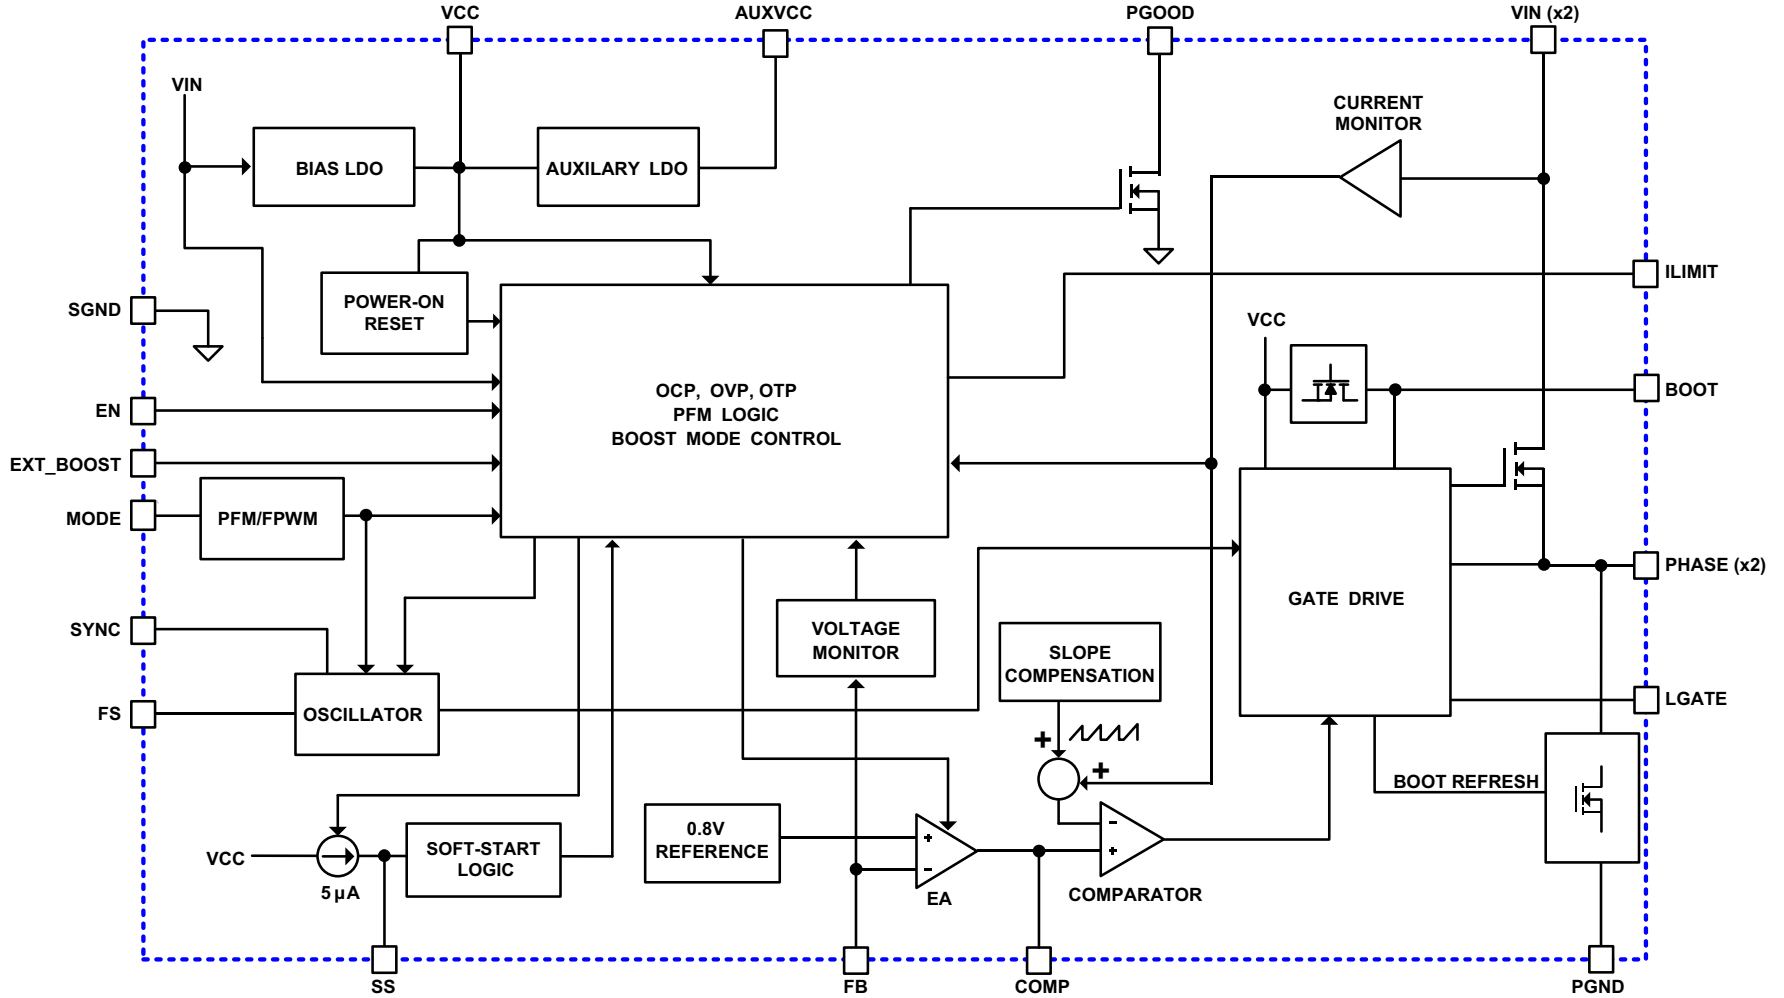 VCC
AUXVCC
PGOOD
VIN (x2)
VIN
CURRENT
MONITOR
BIAS LDO
AUXILARY LDO
ILIMIT
POWER-ON
RESET
SGND
VCC
OCP, OVP, OTP
PFM LOGIC
BOOST MODE CONTROL
BOOT
EN
EXT_BOOST
MODE
PFM/FPWM
PHASE (x2)
GATE DRIVE
SYNC
VOLTAGE
MONITOR
SLOPE
COMPENSATION
LGATE
FS
OSCILLATOR
+
+
BOOT REFRESH
0.8V
REFERENCE
+
−
EA
−
+
COMPARATOR
VCC
5 µA
SOFT-START
LOGIC
SS
FB
COMP
PGND